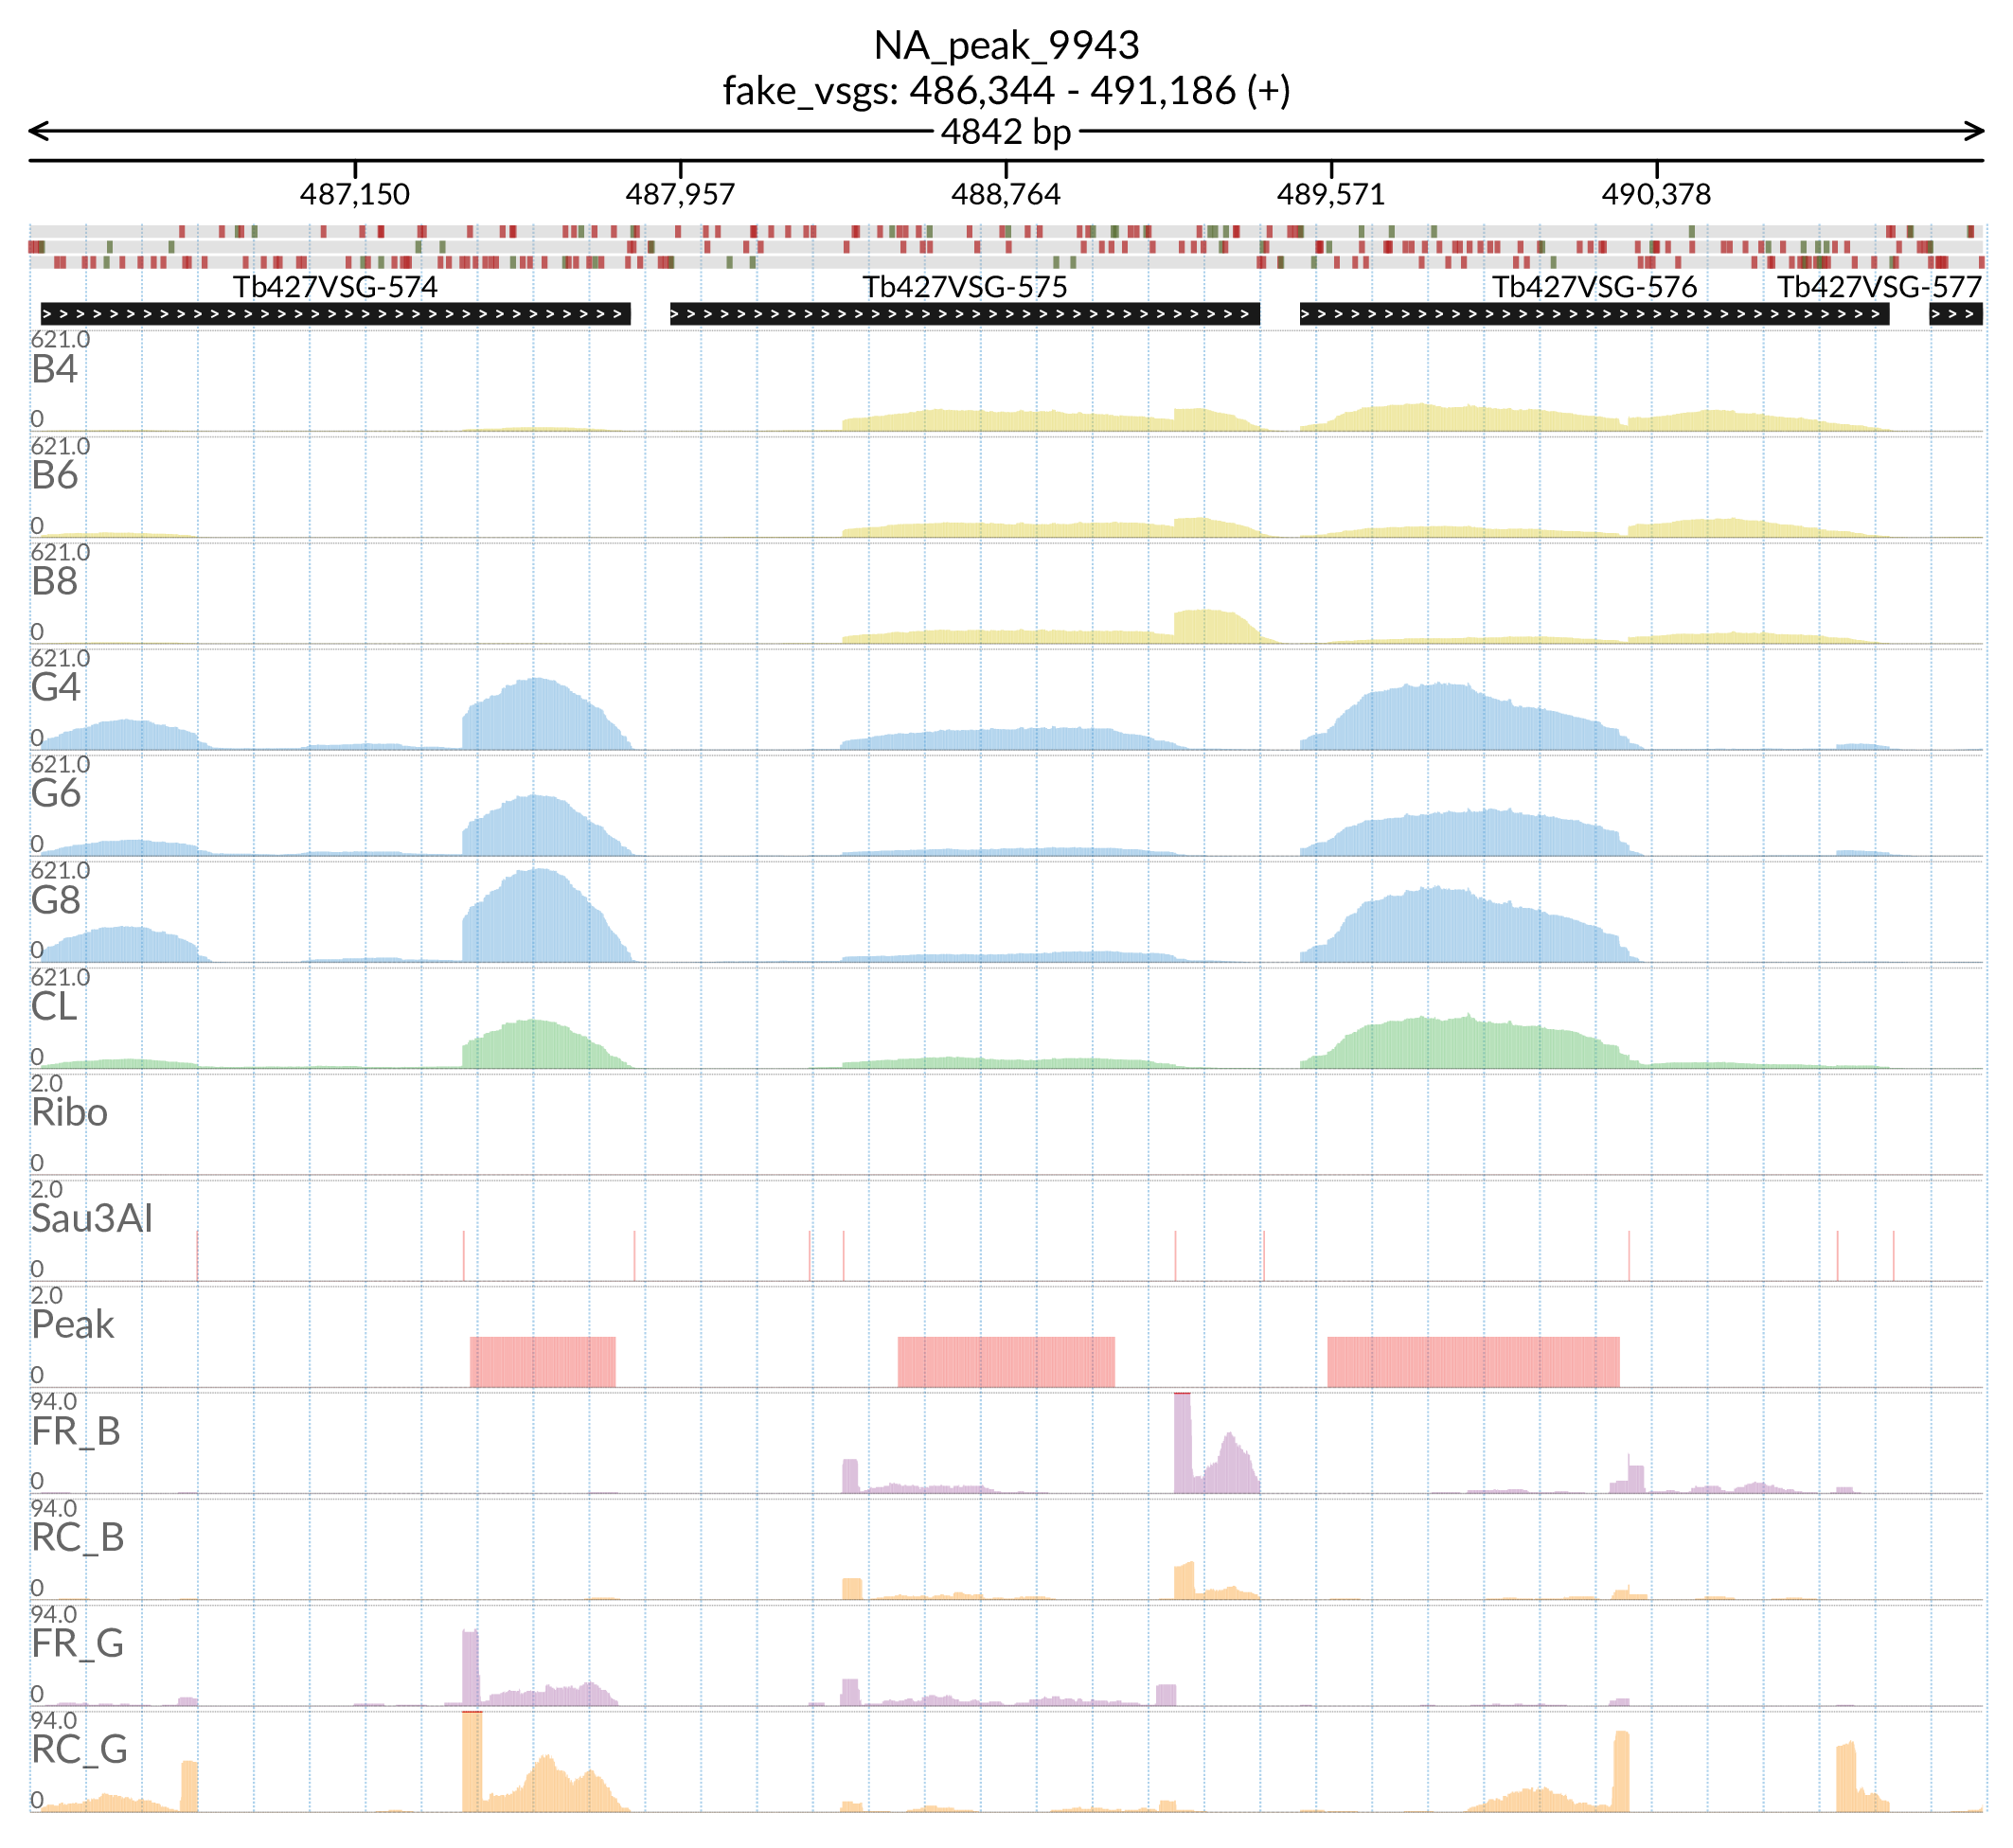 NA_peak_9943
fake_vsgs: 486,344 - 491,186 (+)
4842 bp
487,150 487,957 488,764 489,571 490,378
Tb427VSG-574 Tb427VSG-575 Tb427VSG-576 Tb427VSG-577
621.0
B4
0
621.0
B6
0
621.0
B8
0
621.0
G4
0
621.0
G6
0
621.0
G8
0
621.0
CL
0
2.0
Ribo
0
2.0
Sau3AI
0
2.0
Peak
0
94.0
FR_B
0
94.0
RC_B
0
94.0
FR_G
0
94.0
RC_G
0